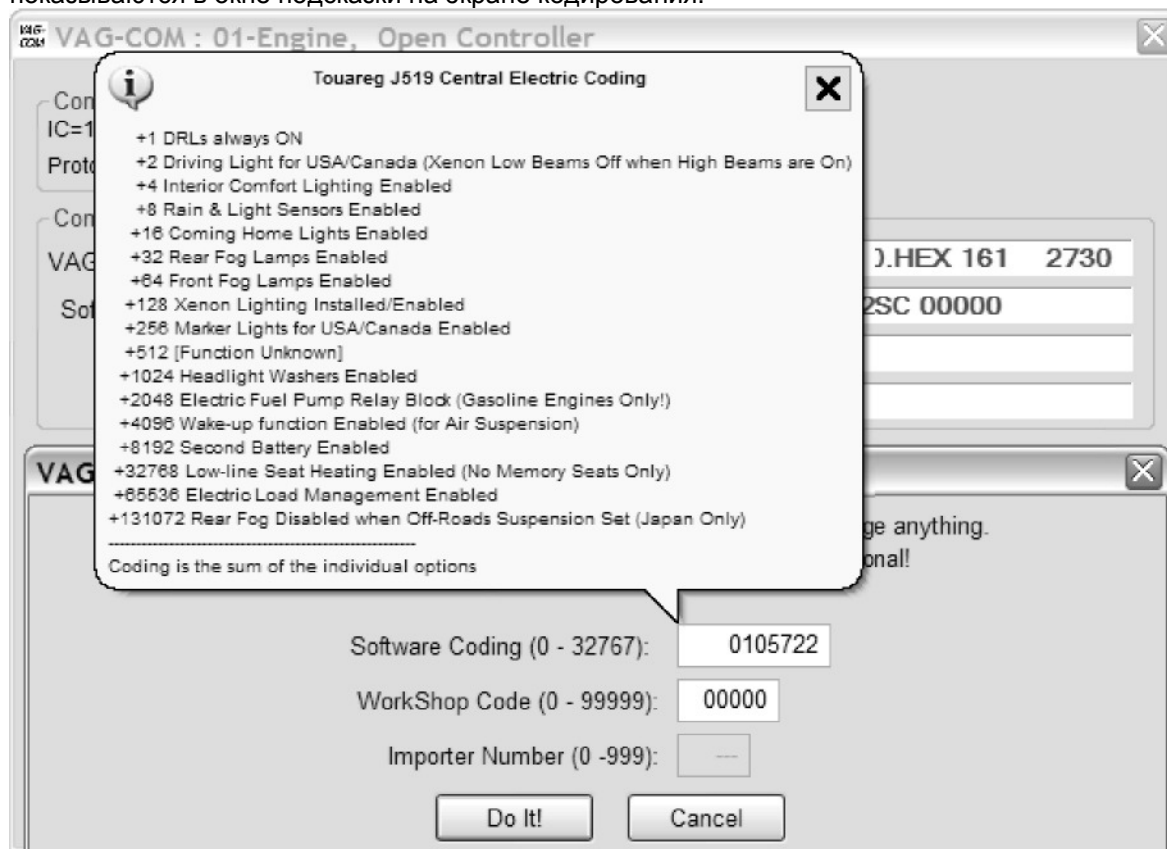 показываются в окне подсказки на экране кодирования.
VAG-COM VAG-COM : 01-Engine, Open Controller
Touareg J519 Central Electric Coding
Con
IC=1
+1 DRLs always ON
Proto
+2 Driving Light for USA/Canada (Xenon Low Beams Off when High Beams are On)
+4 Interior Comfort Lighting Enabled
+8 Rain & Light Sensors Enabled
Con
+16 Coming Home Lights Enabled
VAG
+32 Rear Fog Lamps Enabled
).HEX 161 2730
+64 Front Fog Lamps Enabled
Sof
+128 Xenon Lighting Installed/Enabled
2SC 00000
+256 Marker Lights for USA/Canada Enabled
+512 [Function Unknown]
+1024 Headlight Washers Enabled
+2048 Electric Fuel Pump Relay Block (Gasoline Engines Only!)
+4096 Wake-up function Enabled (for Air Suspension)
+8192 Second Battery Enabled
VAG
+32768 Low-line Seat Heating Enabled (No Memory Seats Only)
+65536 Electric Load Management Enabled
+131072 Rear Fog Disabled when Off-Roads Suspension Set (Japan Only)
ge anything.
onal!
Coding is the sum of the individual options
Software Coding (0 - 32767): 0105722
WorkShop Code (0 - 99999): 00000
Importer Number (0 -999): ---
Do It! Cancel